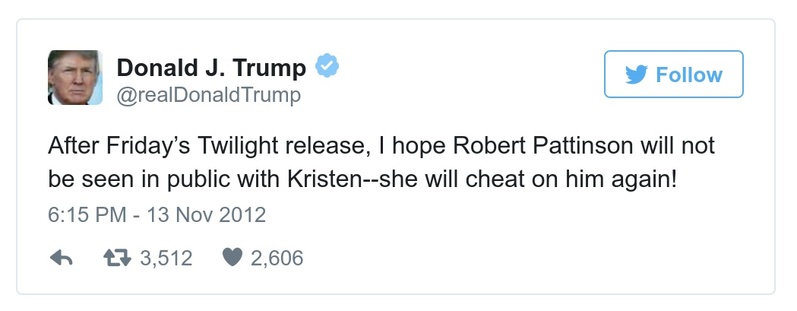 Donald J. Trump
@realDonaldTrump
Follow
After Friday’s Twilight release, I hope Robert Pattinson will not
be seen in public with Kristen--she will cheat on him again!
6:15 PM - 13 Nov 2012
3,512 2,606